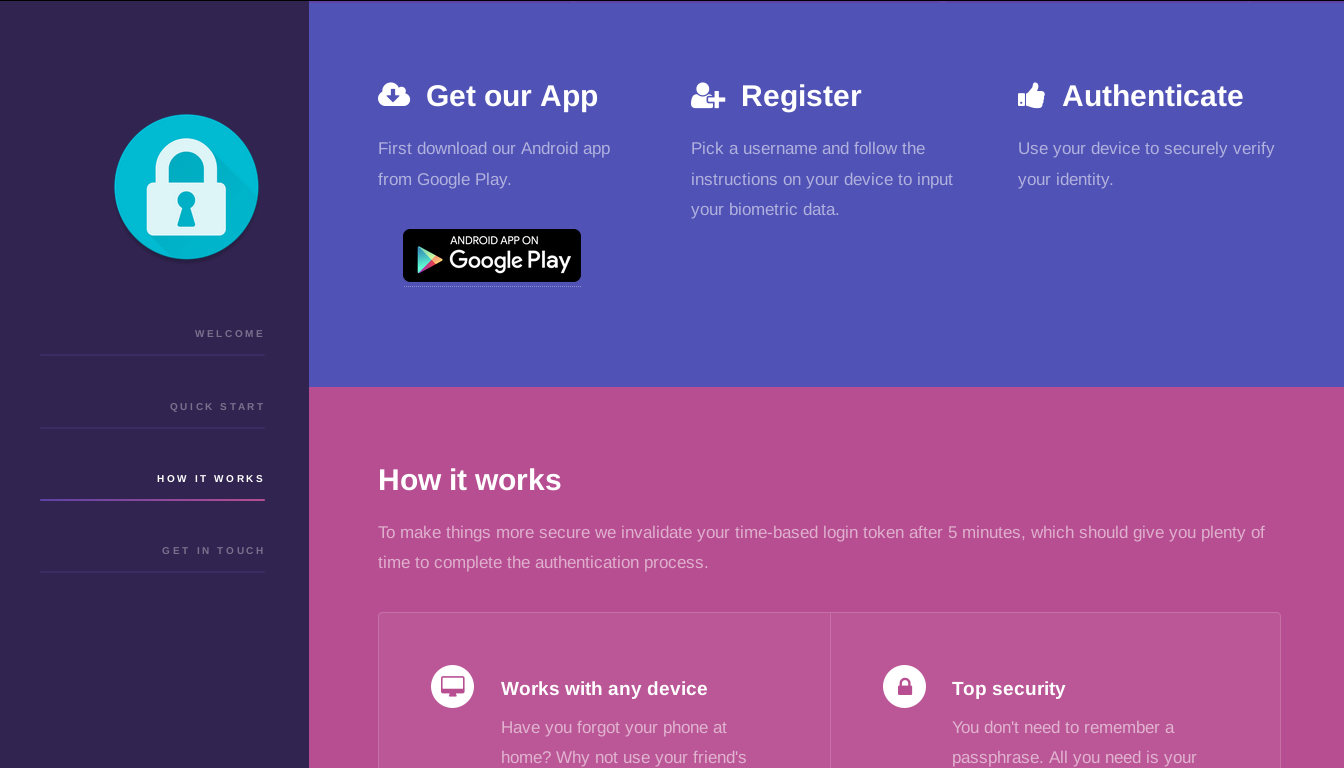 WELCOME
QUICK START
HOW IT WORKS
GET IN TOUCH
Get our App
First download our Android app
from Google Play.
ANDROID APP ON
Google Play
Register
Pick a username and follow the
instructions on your device to input
your biometric data.
Authenticate
Use your device to securely verify
your identity.
How it works
To make things more secure we invalidate your time-based login token after 5 minutes, which should give you plenty of
time to complete the authentication process.
Works with any device
Have you forgot your phone at
home? Why not use your friend's
Top security
You don't need to remember a
passphrase. All you need is your